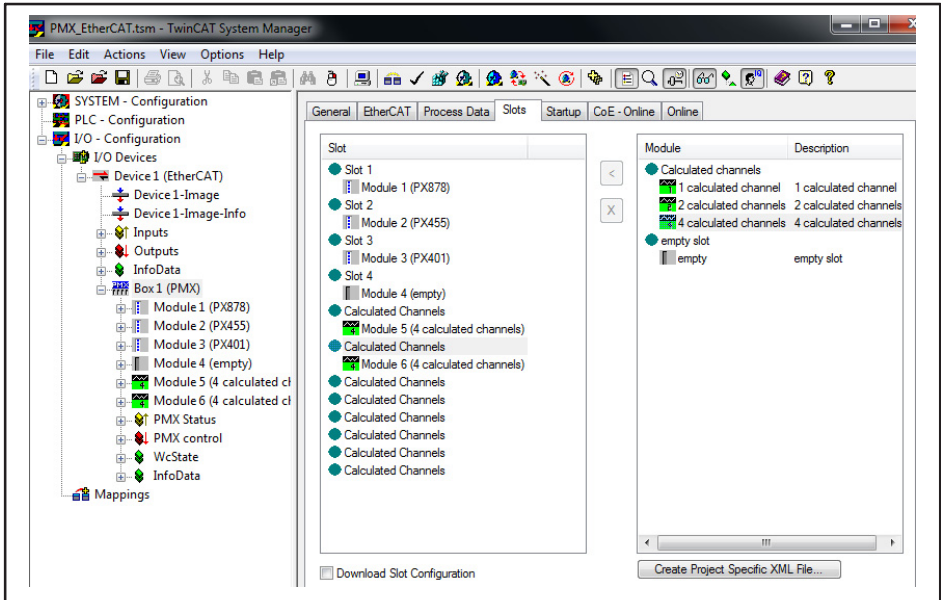 PMX_EtherCAT.tsm - TwinCAT System Manager
File Edit Actions View Options Help
SYSTEM - Configuration
PLC - Configuration
I/O - Configuration
I/O Devices
Device 1 (EtherCAT)
Device 1-Image
Device 1-Image-Info
Inputs
Outputs
InfoData
Box 1 (PMX)
Module 1 (PX878)
Module 2 (PX455)
Module 3 (PX401)
Module 4 (empty)
Module 5 (4 calculated cl
Module 6 (4 calculated cl
PMX Status
PMX control
WcState
InfoData
Mappings
General EtherCAT Process Data Slots Startup CoE - Online Online
Slot
Slot 1
Module 1 (PX878)
Slot 2
Module 2 (PX455)
Slot 3
Module 3 (PX401)
Slot 4
Module 4 (empty)
Calculated Channels
Module 5 (4 calculated channels)
Calculated Channels
Module 6 (4 calculated channels)
Calculated Channels
Calculated Channels
Calculated Channels
Calculated Channels
Calculated Channels
Calculated Channels
<
X
Module Description
Calculated channels
1 calculated channel 1 calculated channel
2 calculated channels 2 calculated channels
4 calculated channels 4 calculated channels
empty slot
empty empty slot
Download Slot Configuration
Create Project Specific XML File...